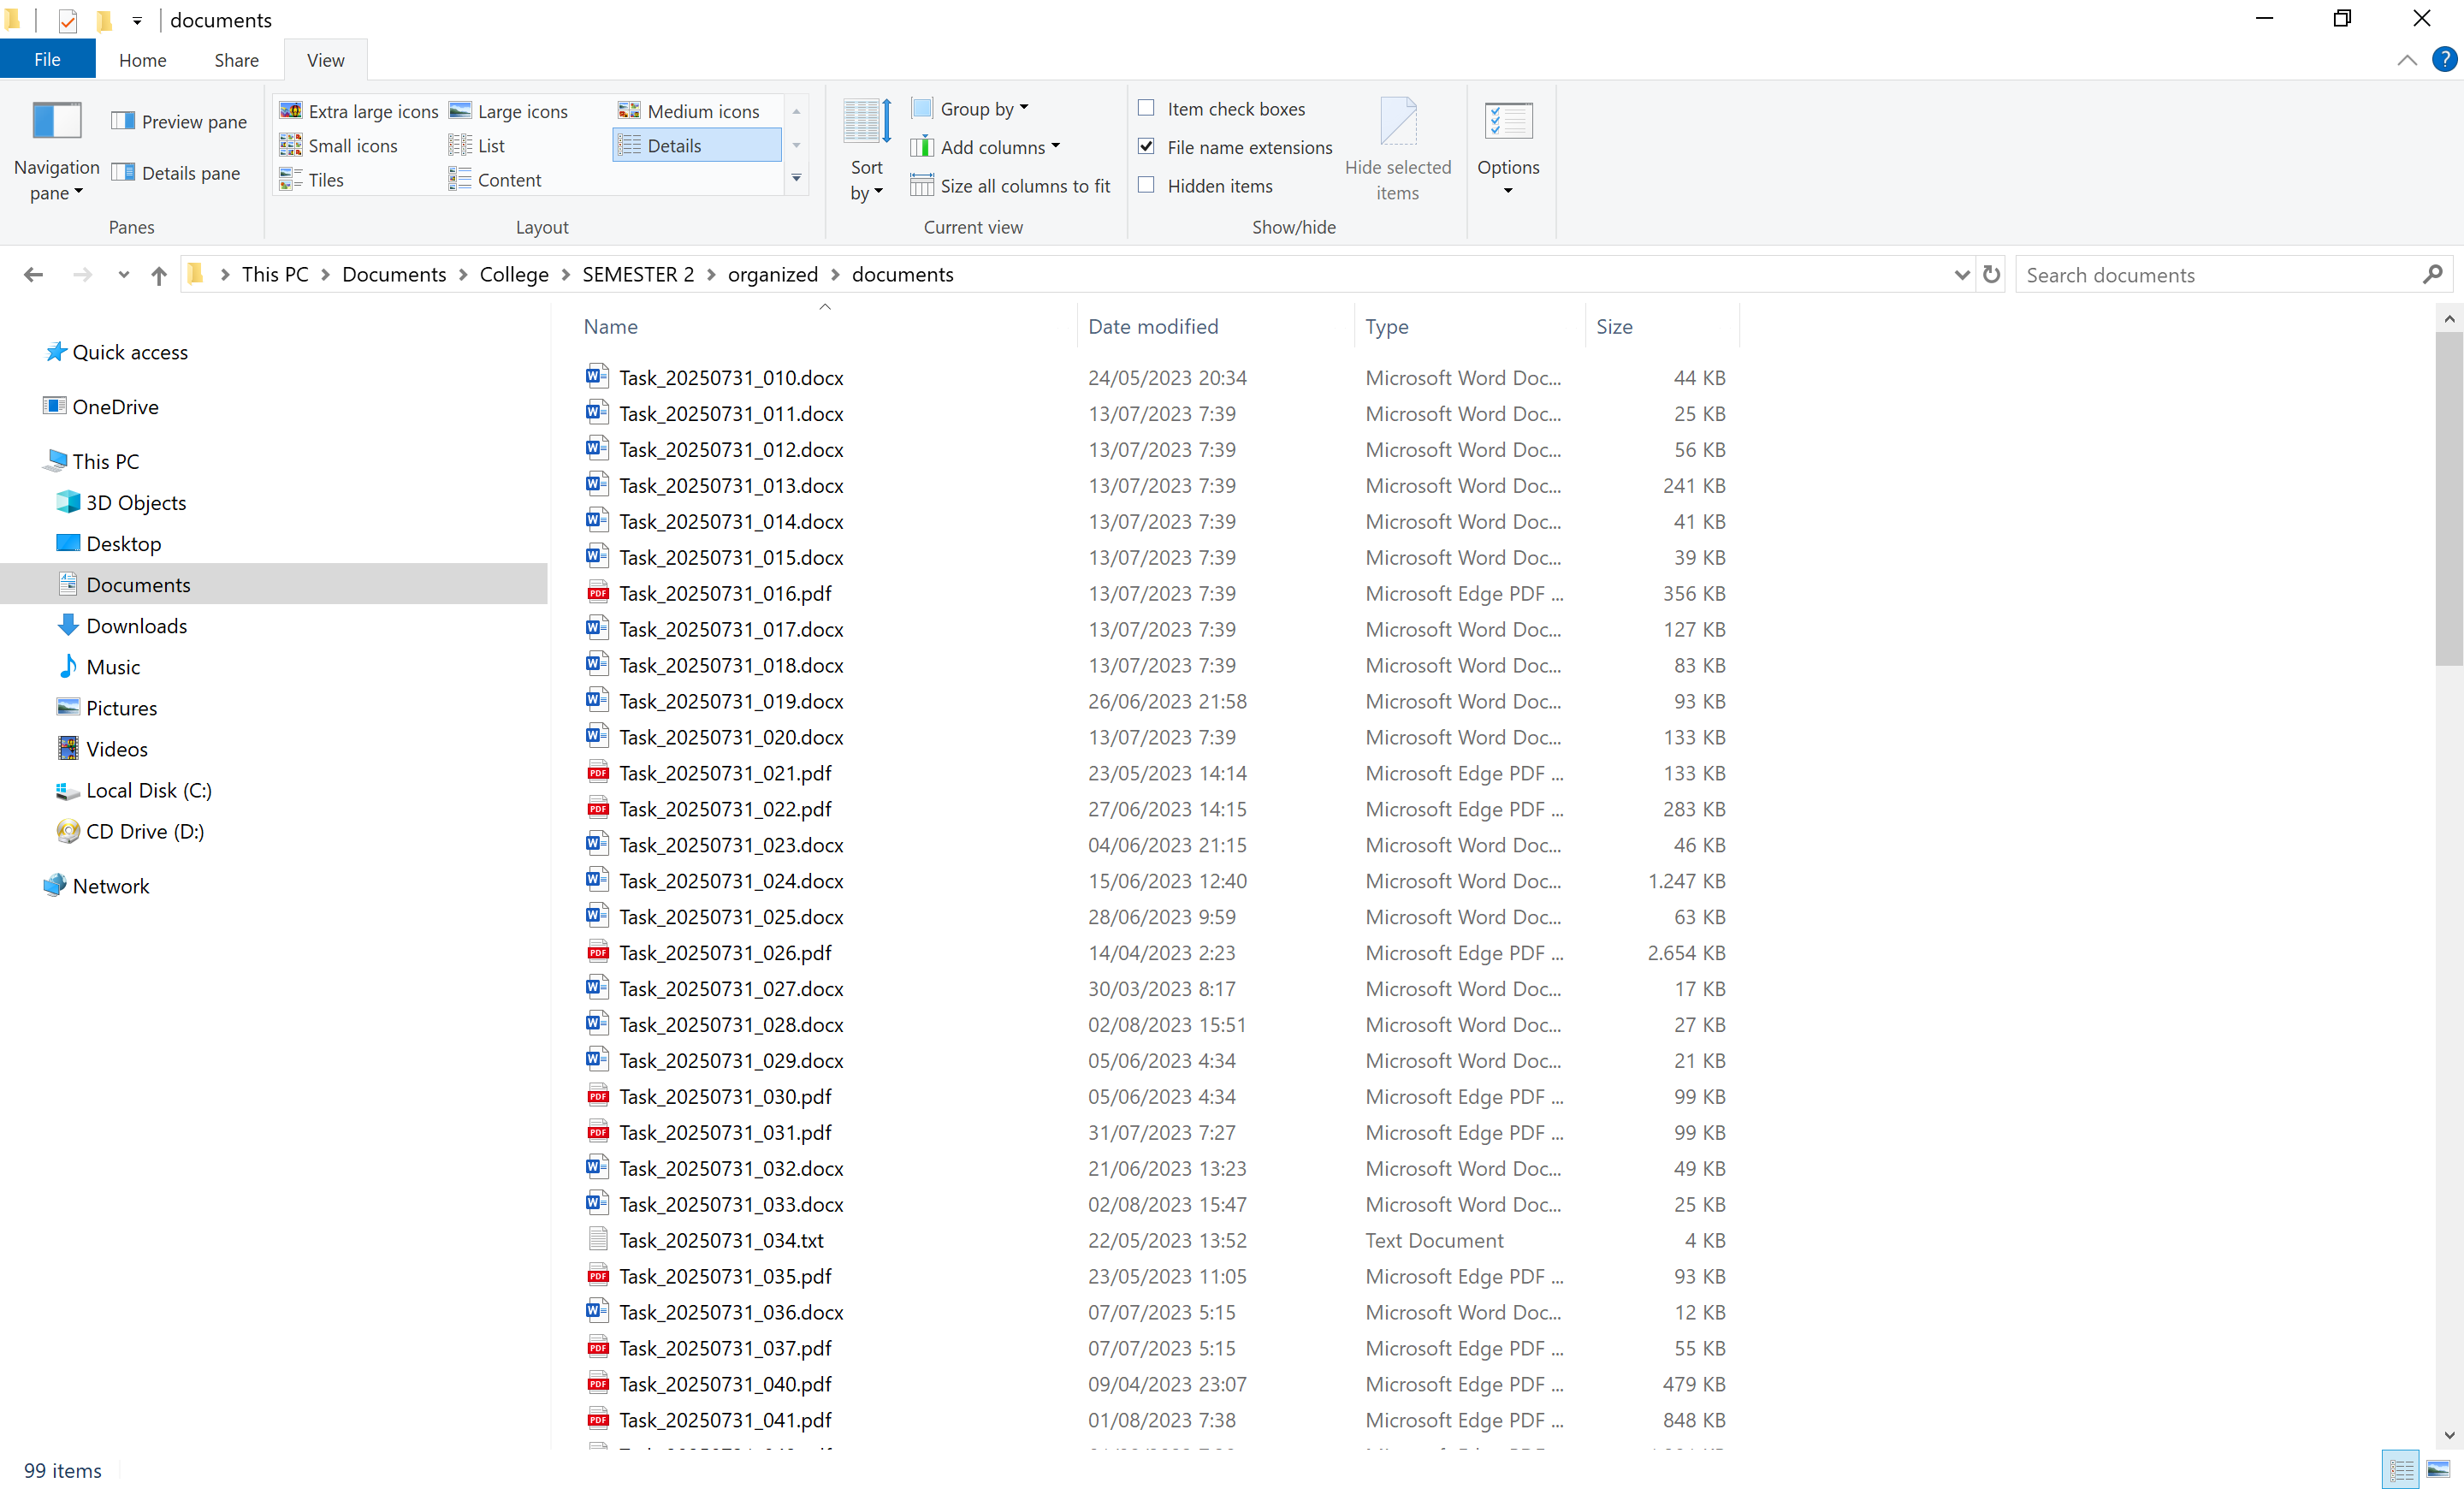 documents
File Home Share View
Navigation pane
Preview pane
Details pane
Panes
Extra large icons Large icons Medium icons
Small icons List Details
Tiles Content
Layout
Sort by
Group by
Add columns
Size all columns to fit
Current view
Item check boxes
File name extensions
Hidden items
Hide selected items
Show/hide
Options
This PC Documents College SEMESTER 2 organized documents
Search documents
Quick access
OneDrive
This PC
3D Objects
Desktop
Documents
Downloads
Music
Pictures
Videos
Local Disk (C:)
CD Drive (D:)
Network
Name Date modified Type Size
Task_20250731_010.docx 24/05/2023 20:34 Microsoft Word Doc... 44 KB
Task_20250731_011.docx 13/07/2023 7:39 Microsoft Word Doc... 25 KB
Task_20250731_012.docx 13/07/2023 7:39 Microsoft Word Doc... 56 KB
Task_20250731_013.docx 13/07/2023 7:39 Microsoft Word Doc... 241 KB
Task_20250731_014.docx 13/07/2023 7:39 Microsoft Word Doc... 41 KB
Task_20250731_015.docx 13/07/2023 7:39 Microsoft Word Doc... 39 KB
Task_20250731_016.pdf 13/07/2023 7:39 Microsoft Edge PDF ... 356 KB
Task_20250731_017.docx 13/07/2023 7:39 Microsoft Word Doc... 127 KB
Task_20250731_018.docx 13/07/2023 7:39 Microsoft Word Doc... 83 KB
Task_20250731_019.docx 26/06/2023 21:58 Microsoft Word Doc... 93 KB
Task_20250731_020.docx 13/07/2023 7:39 Microsoft Word Doc... 133 KB
Task_20250731_021.pdf 23/05/2023 14:14 Microsoft Edge PDF ... 133 KB
Task_20250731_022.pdf 27/06/2023 14:15 Microsoft Edge PDF ... 283 KB
Task_20250731_023.docx 04/06/2023 21:15 Microsoft Word Doc... 46 KB
Task_20250731_024.docx 15/06/2023 12:40 Microsoft Word Doc... 1.247 KB
Task_20250731_025.docx 28/06/2023 9:59 Microsoft Word Doc... 63 KB
Task_20250731_026.pdf 14/04/2023 2:23 Microsoft Edge PDF ... 2.654 KB
Task_20250731_027.docx 30/03/2023 8:17 Microsoft Word Doc... 17 KB
Task_20250731_028.docx 02/08/2023 15:51 Microsoft Word Doc... 27 KB
Task_20250731_029.docx 05/06/2023 4:34 Microsoft Word Doc... 21 KB
Task_20250731_030.pdf 05/06/2023 4:34 Microsoft Edge PDF ... 99 KB
Task_20250731_031.pdf 31/07/2023 7:27 Microsoft Edge PDF ... 99 KB
Task_20250731_032.docx 21/06/2023 13:23 Microsoft Word Doc... 49 KB
Task_20250731_033.docx 02/08/2023 15:47 Microsoft Word Doc... 25 KB
Task_20250731_034.txt 22/05/2023 13:52 Text Document 4 KB
Task_20250731_035.pdf 23/05/2023 11:05 Microsoft Edge PDF ... 93 KB
Task_20250731_036.docx 07/07/2023 5:15 Microsoft Word Doc... 12 KB
Task_20250731_037.pdf 07/07/2023 5:15 Microsoft Edge PDF ... 55 KB
Task_20250731_040.pdf 09/04/2023 23:07 Microsoft Edge PDF ... 479 KB
Task_20250731_041.pdf 01/08/2023 7:38 Microsoft Edge PDF ... 848 KB
99 items